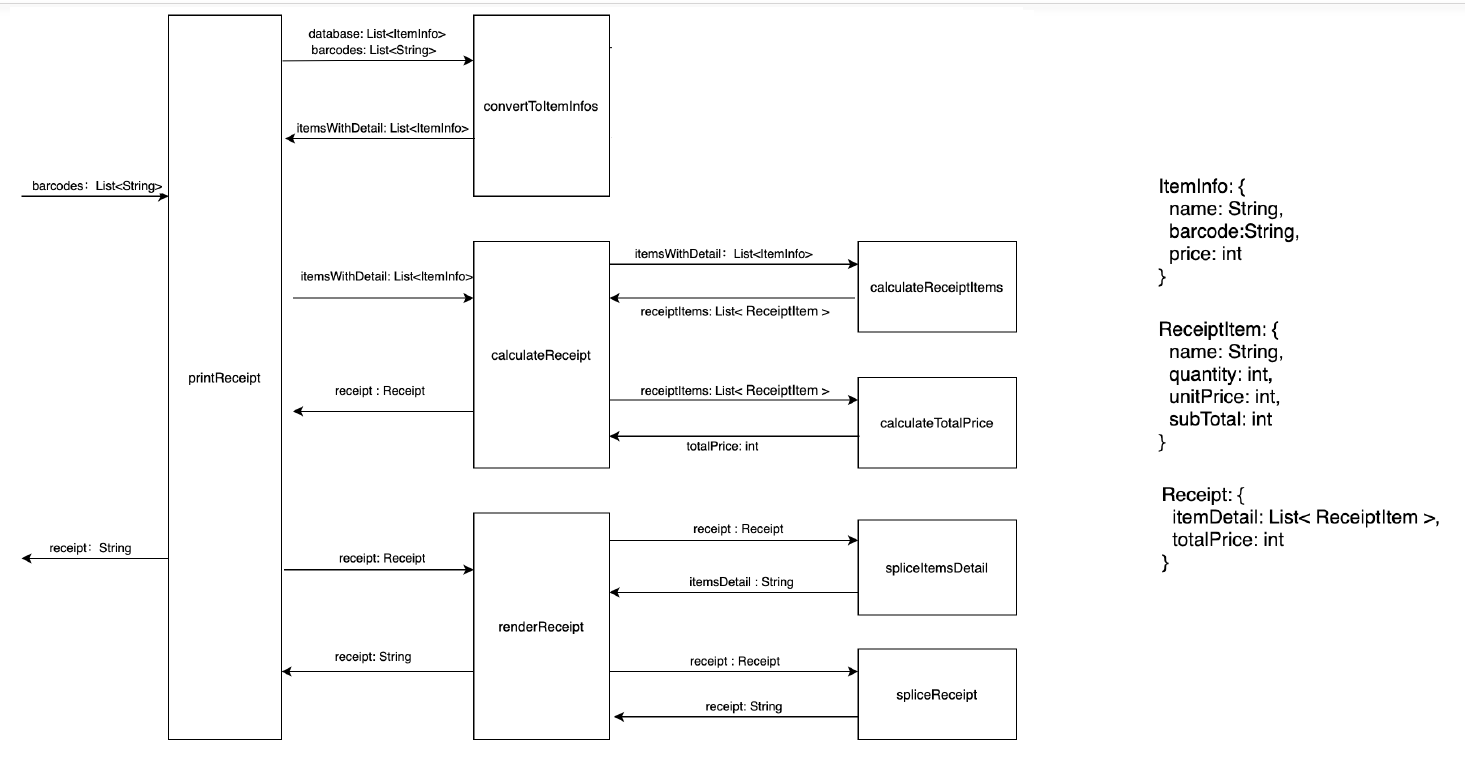 database: List<ItemInfo>
barcodes: List<String>
convertToItemInfos
itemsWithDetail: List<ItemInfo>
barcodes： List<String>
itemsWithDetail： List<ItemInfo>
itemsWithDetail: List<ItemInfo>
calculateReceiptItems
receiptItems: List< ReceiptItem >
calculateReceipt
printReceipt
receipt : Receipt
receiptItems: List< ReceiptItem >
calculateTotalPrice
totalPrice: int
receipt： String
receipt: Receipt
receipt : Receipt
spliceItemsDetail
itemsDetail : String
renderReceipt
receipt: String
receipt : Receipt
spliceReceipt
receipt: String
ItemInfo: {
name: String,
barcode:String,
price: int
}
ReceiptItem: {
name: String,
quantity: int,
unitPrice: int,
subTotal: int
}
Receipt: {
itemDetail: List< ReceiptItem >,
totalPrice: int
}